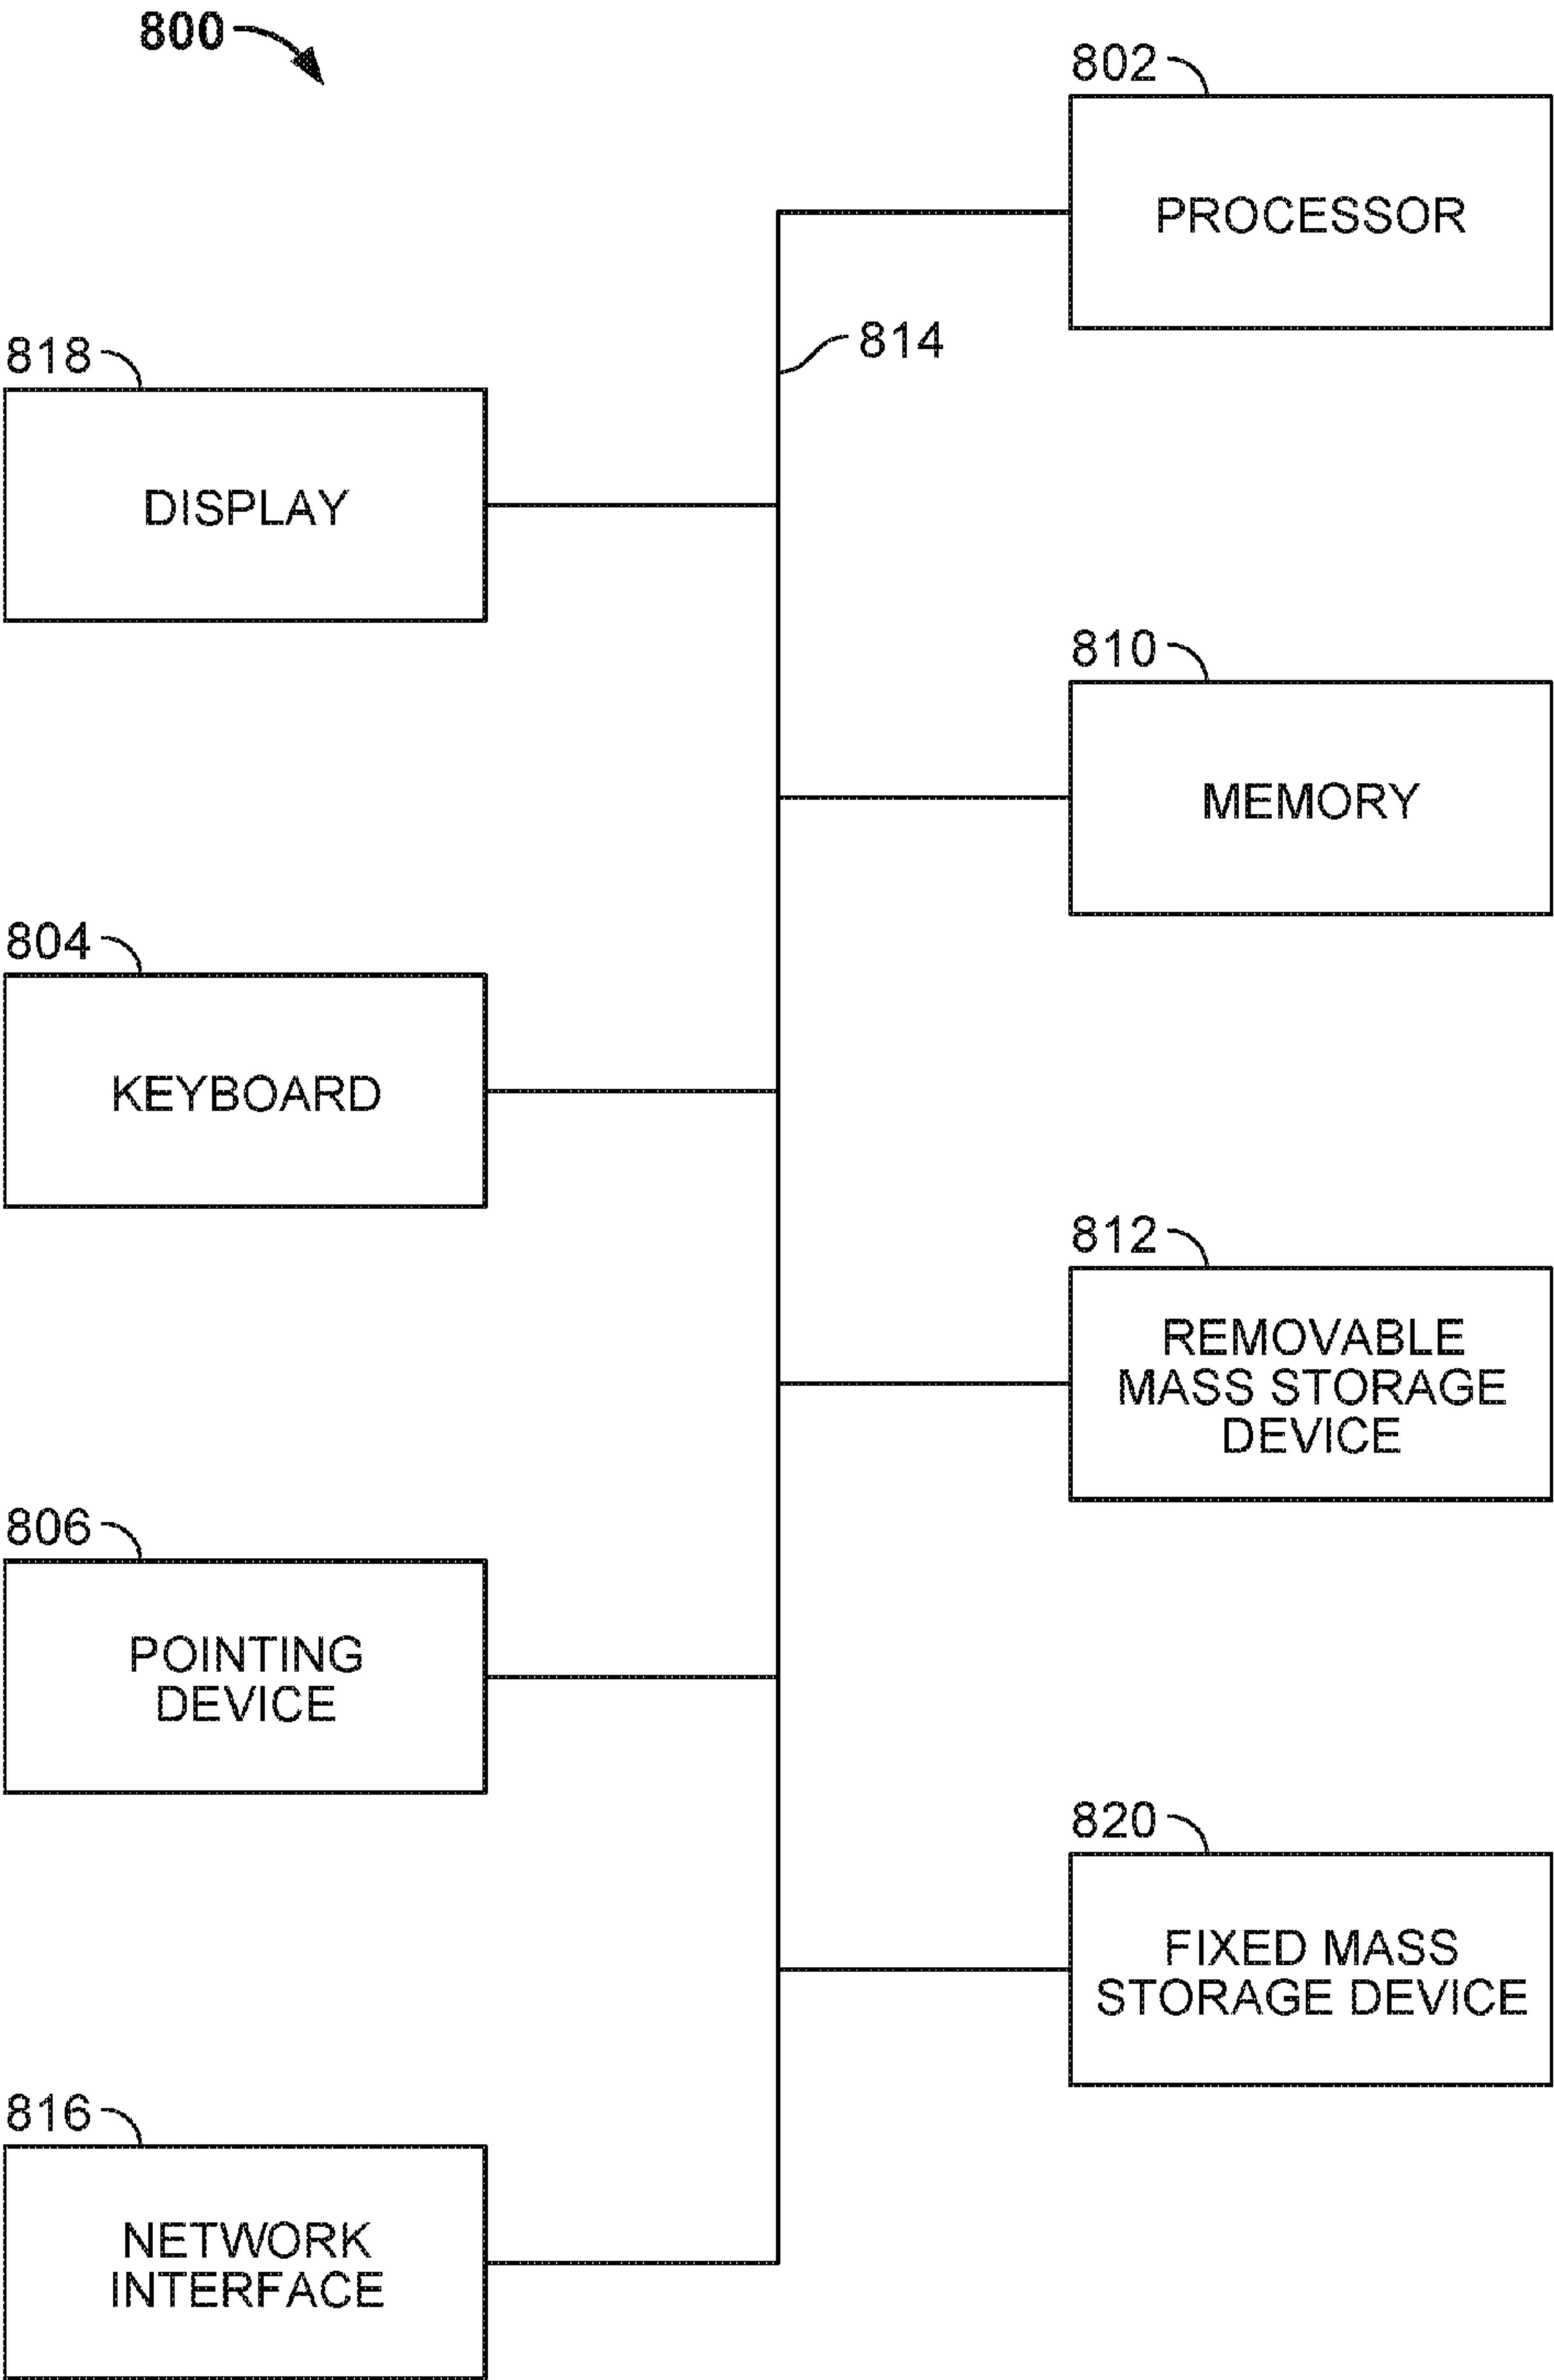 800
802
PROCESSOR
814
818
DISPLAY
810
MEMORY
804
KEYBOARD
812
REMOVABLE
MASS STORAGE
DEVICE
806
POINTING
DEVICE
820
FIXED MASS
STORAGE DEVICE
816
NETWORK
INTERFACE